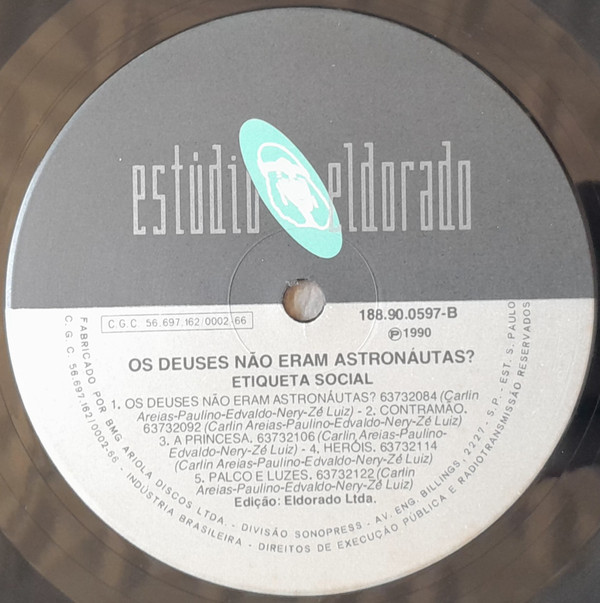 estúdio eldorado
C.G.C 56.697.162/0002-66
188.90.0597-B
Ⓟ1990
OS DEUSES NÃO ERAM ASTRONÁUTAS?
ETIQUETA SOCIAL
1. OS DEUSES NÃO ERAM ASTRONÁUTAS? 63732084 (Carlin
Areias-Paulino-Edvaldo-Nery-Zé Luiz) - 2. CONTRAMÃO.
63732092 (Carlin Areias-Paulino-Edvaldo-Nery-Zé Luiz)
3. A PRINCESA. 63732106 (Carlin Areias-Paulino-
Edvaldo-Nery-Zé Luiz) - 4. HERÓIS. 63732114
(Carlin Areias-Paulino-Edvaldo-Nery-Zé Luiz)
5. PALCO E LUZES. 63732122 (Carlin
Areias-Paulino-Edvaldo-Nery-Zé Luiz)
Edição: Eldorado Ltda.
FABRICADO POR BMG ARIOLA DISCOS LTDA. - DIVISÃO SONOPRESS - AV. ENG. BILLINGS, 2227. S.P. - EST. S. PAULO
C.G.C. 56.697.162/0002-66 - INDÚSTRIA BRASILEIRA - DIREITOS DE EXECUÇÃO PÚBLICA E RADIOTRANSMISSÃO RESERVADOS